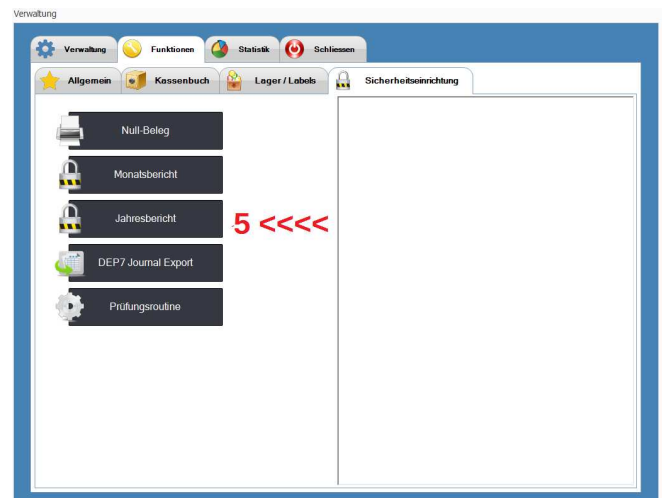 Verwaltung
Verwaltung Funktionen Statistik Schliessen
Allgemein Kassenbuch Lager / Labels Sicherheitseinrichtung
Null-Beleg
Monatsbericht
Jahresbericht
5 <<<<
DEP7 Journal Export
Prüfungsroutine